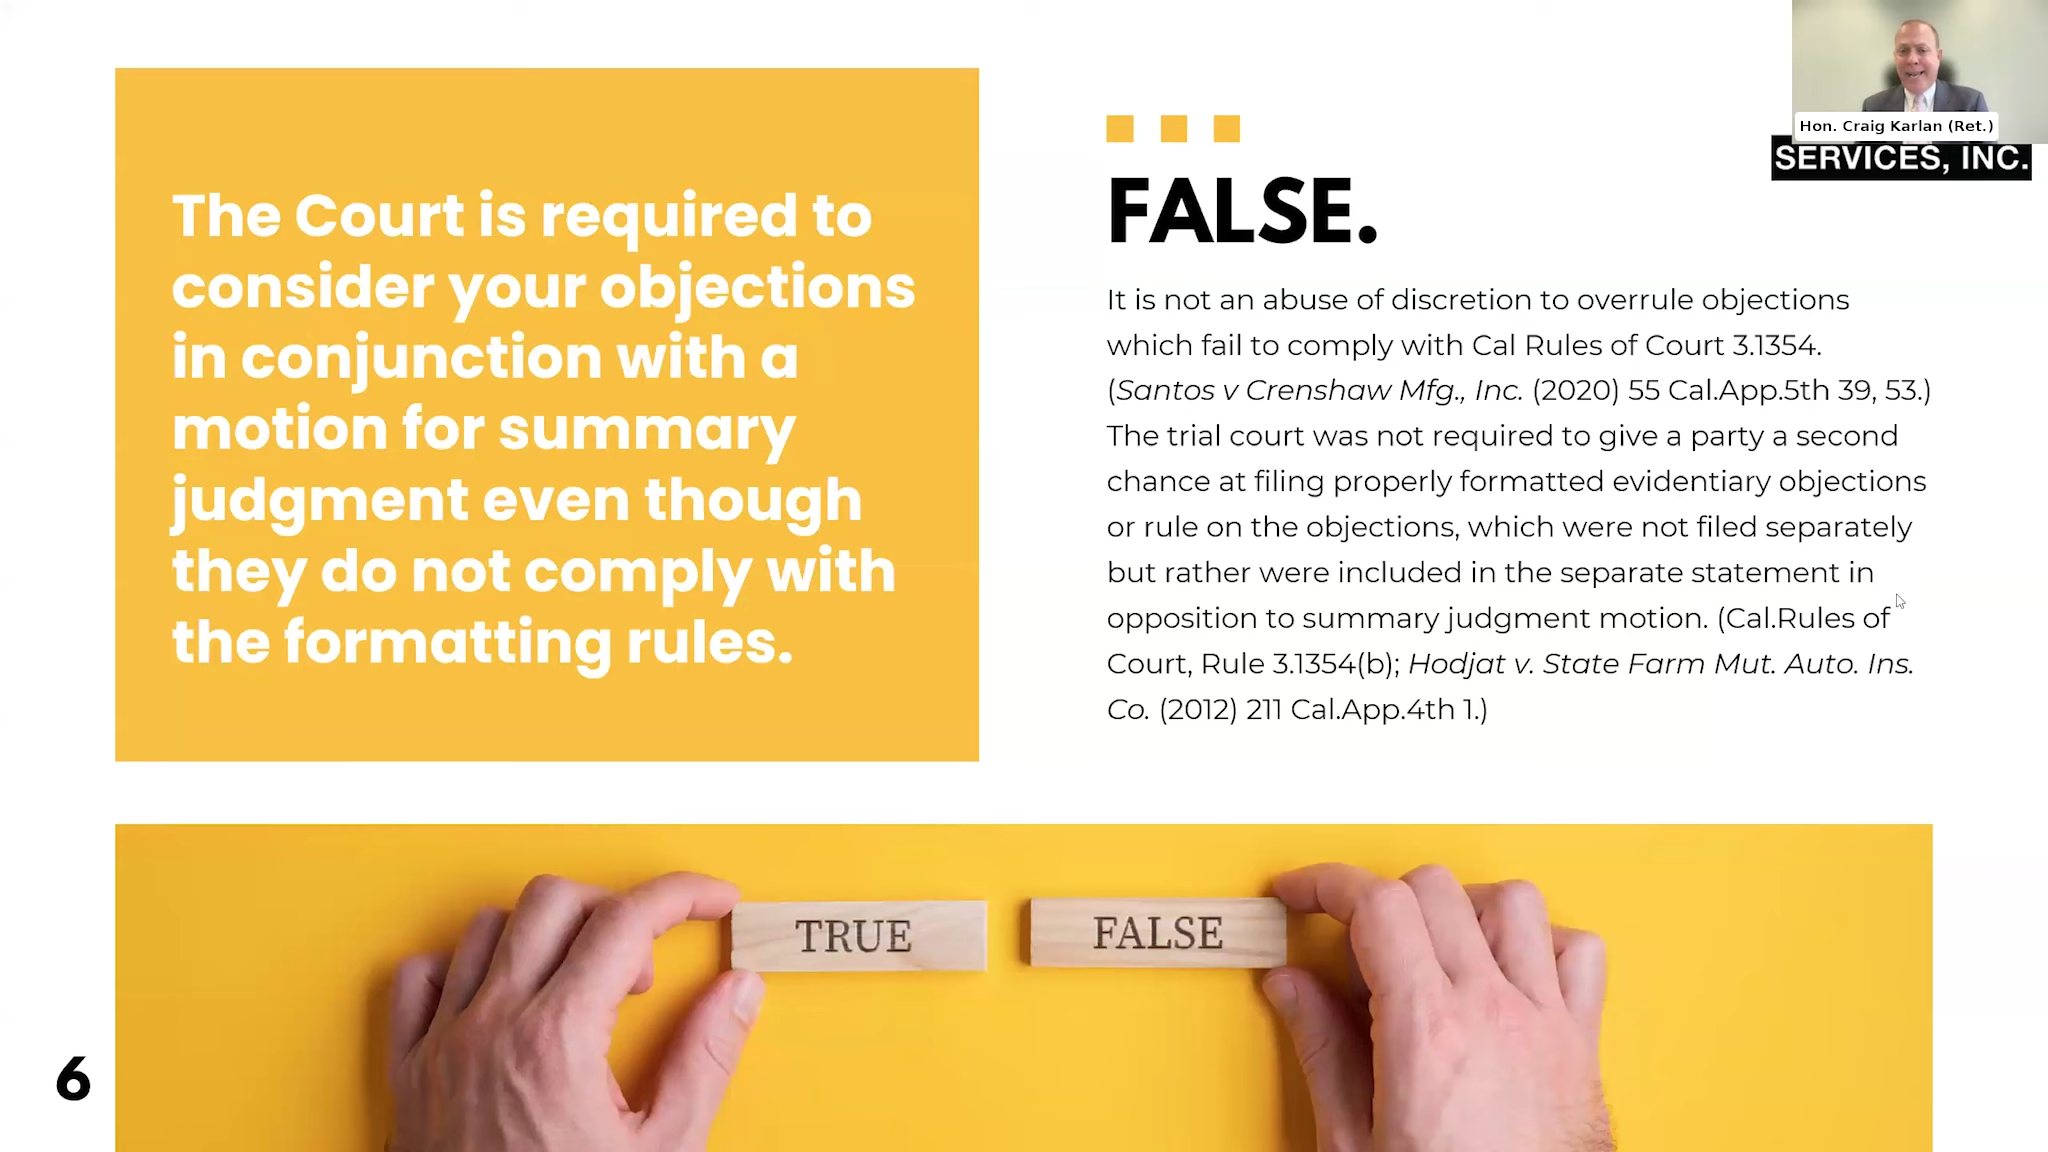 The Court is required to
consider your objections
in conjunction with a
motion for summary
judgment even though
they do not comply with
the formatting rules.
FALSE.
It is not an abuse of discretion to overrule objections
which fail to comply with Cal Rules of Court 3.1354.
(Santos v Crenshaw Mfg., Inc. (2020) 55 Cal.App.5th 39, 53.)
The trial court was not required to give a party a second
chance at filing properly formatted evidentiary objections
or rule on the objections, which were not filed separately
but rather were included in the separate statement in
opposition to summary judgment motion. (Cal.Rules of
Court, Rule 3.1354(b); Hodjat v. State Farm Mut. Auto. Ins.
Co. (2012) 211 Cal.App.4th 1.)
Hon. Craig Karlan (Ret.)
SERVICES, INC.
TRUE
FALSE
6